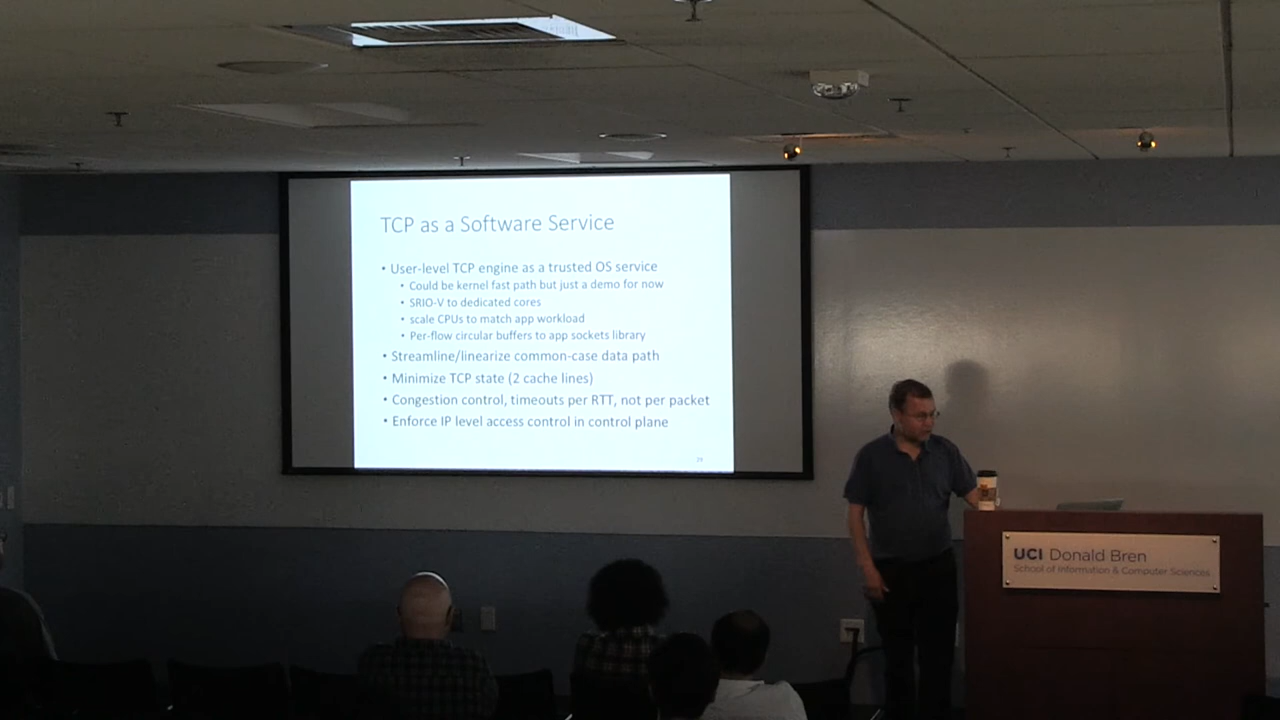 TCP as a Software Service
• User-level TCP engine as a trusted OS service
• Could be kernel fast path but just a demo for now
• SRIO-V to dedicated cores
• scale CPUs to match app workload
• Per-flow circular buffers to app sockets library
• Streamline/linearize common-case data path
• Minimize TCP state (2 cache lines)
• Congestion control, timeouts per RTT, not per packet
• Enforce IP level access control in control plane
UCI Donald Bren
School of Information & Computer Sciences